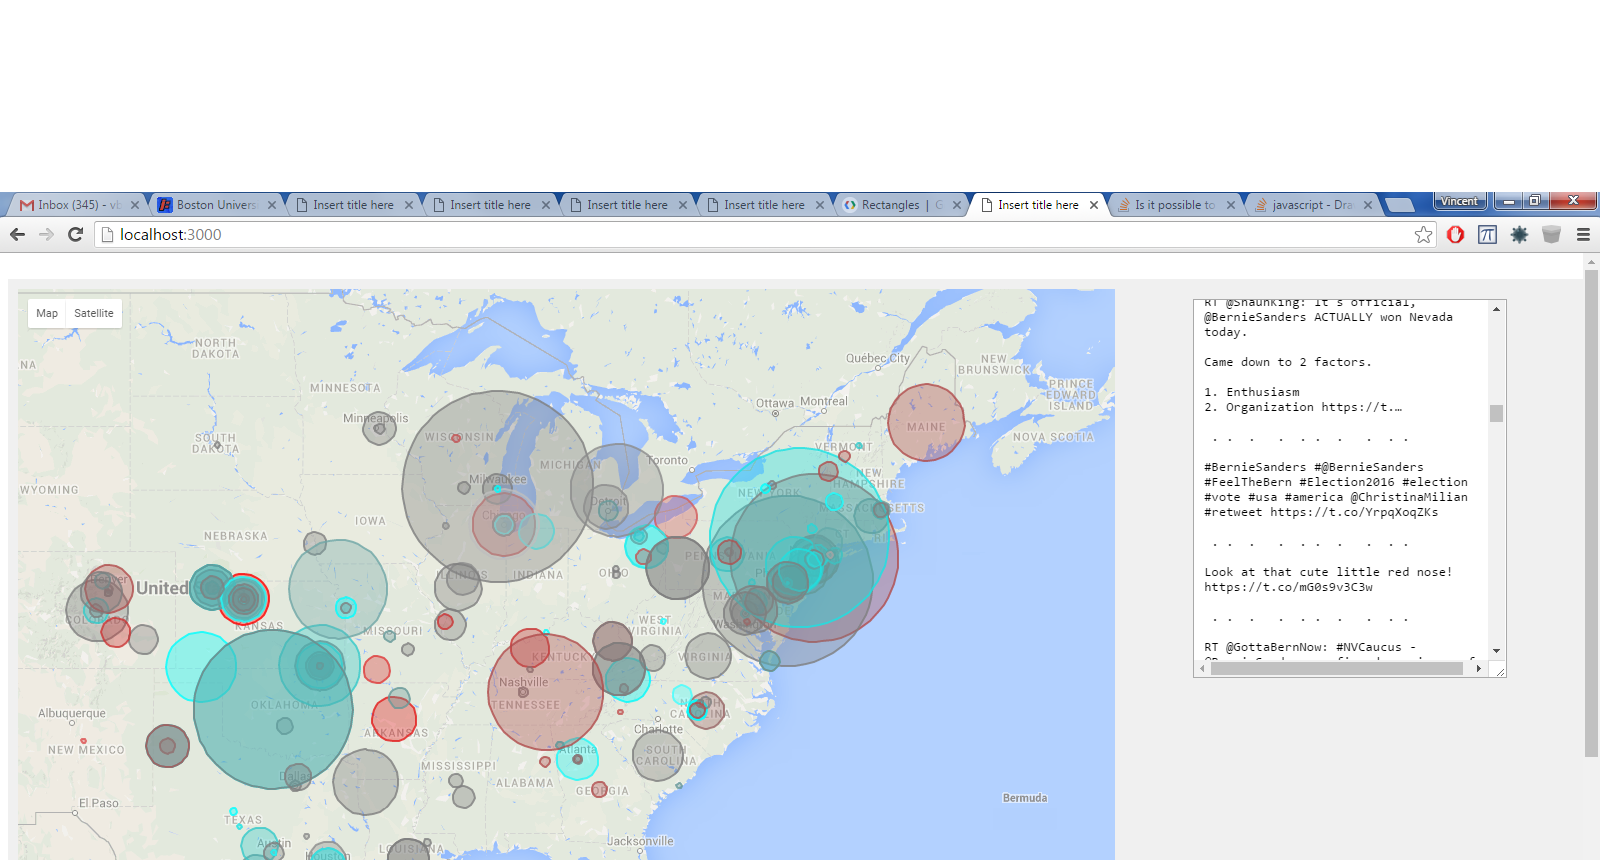 Inbox (345) - vb
Boston Univers
Insert title here
Insert title here
Insert title here
Insert title here
Rectangles | G
Insert title here
Is it possible to
javascript - Dra
Vincent
localhost:3000
Map Satellite
NORTH DAKOTA
MINNESOTA
Minneapolis
SOUTH DAKOTA
WISCONSIN
MICHIGAN
Toronto
Ottawa
Montreal
Québec City
NEW BRUNSWICK
PRINCE EDWARD ISLAND
NOVA SCOTIA
MAINE
VERMONT
NEW HAMPSHIRE
MASSACHUSETTS
NEW YORK
WYOMING
IOWA
NEBRASKA
Milwaukee
Chicago
Detroit
ILLINOIS
INDIANA
OHIO
PENNSYLVANIA
Denver
COLORADO
United
KANSAS
MISSOURI
WEST VIRGINIA
Washington
VIRGINIA
KENTUCKY
Nashville
TENNESSEE
NORTH CAROLINA
Charlotte
SOUTH CAROLINA
OKLAHOMA
ARKANSAS
Albuquerque
NEW MEXICO
Dallas
MISSISSIPPI
ALABAMA
Atlanta
GEORGIA
El Paso
TEXAS
Austin
Houston
LOUISIANA
Jacksonville
Bermuda
RT @ShaunKing: It's official,
@BernieSanders ACTUALLY won Nevada
today.
Came down to 2 factors.
1. Enthusiasm
2. Organization https://t.…
#BernieSanders #@BernieSanders
#FeelTheBern #Election2016 #election
#vote #usa #america @ChristinaMilian
#retweet https://t.co/YrpqXoqZKs
Look at that cute little red nose!
https://t.co/mG0s9v3C3w
RT @GottaBernNow: #NVCaucus -